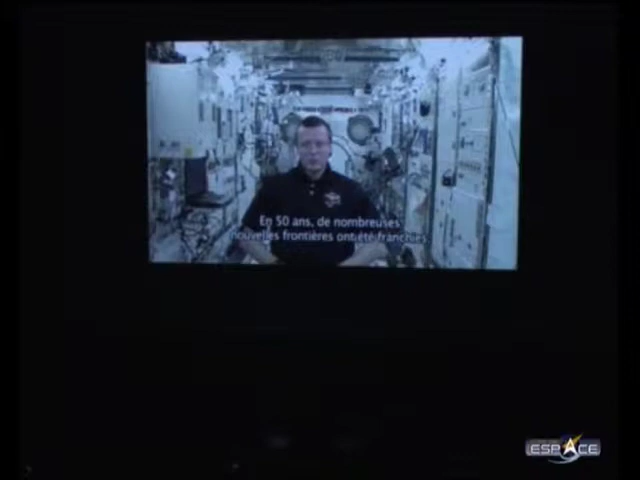 En 50 ans, de nombreuses
nouvelles frontières ont été franchies
ESPACE